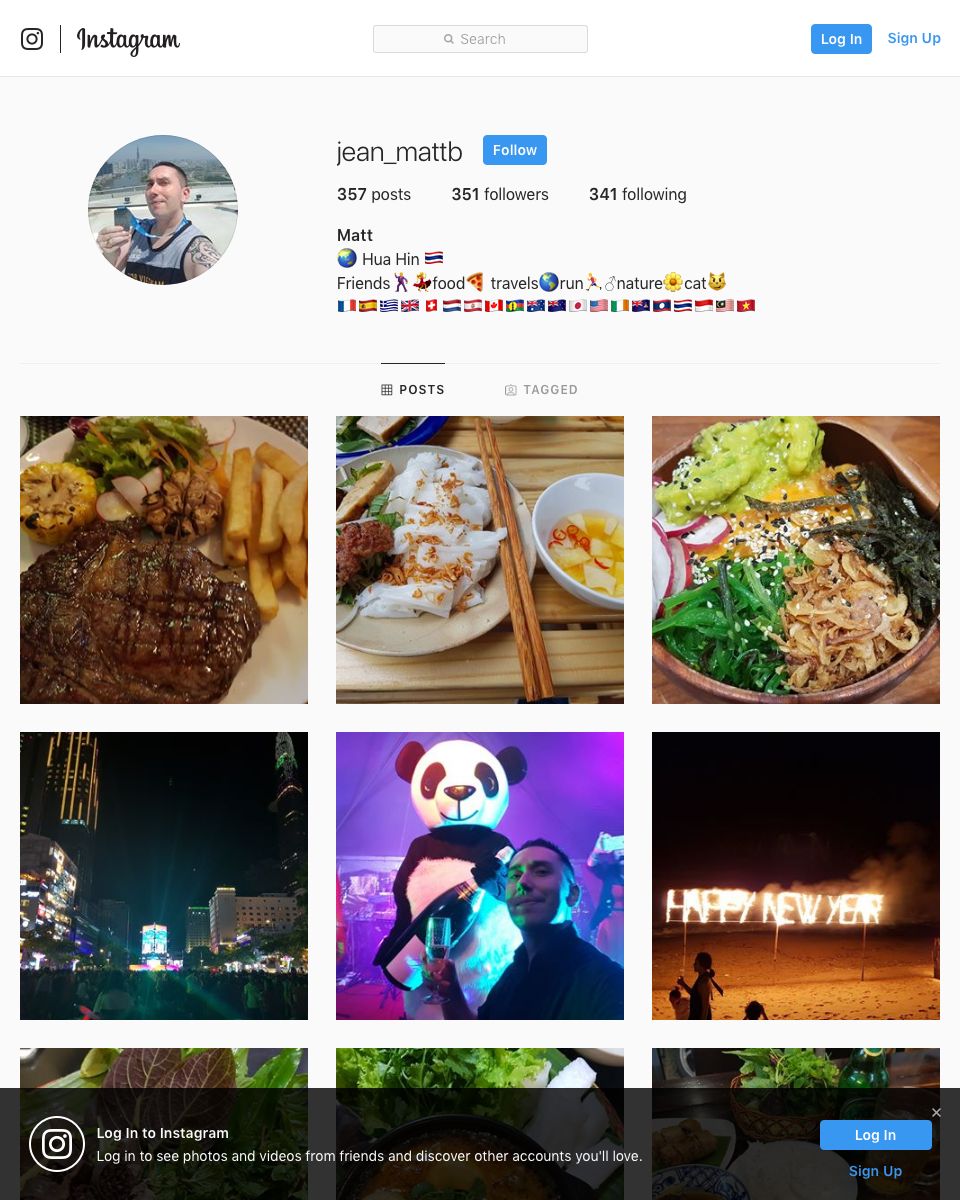 Instagram
Search
Log In
Sign Up
jean_mattb
Follow
357 posts
351 followers
341 following
Matt
🌏 Hua Hin 🇹🇭
Friends🕺💃food🍕 travels🌎run🏃♂nature🌼cat😺
🇫🇷🇪🇸🇬🇷🇬🇧🇨🇭🇳🇱🇵🇫🇨🇦🇳🇨🇦🇺🇳🇿🇯🇵🇺🇸🇮🇪🇰🇭🇱🇦🇹🇭🇮🇩🇲🇾🇻🇳
POSTS
TAGGED
HAPPY NEW YEAR
Log In to Instagram
Log in to see photos and videos from friends and discover other accounts you'll love.
Log In
Sign Up